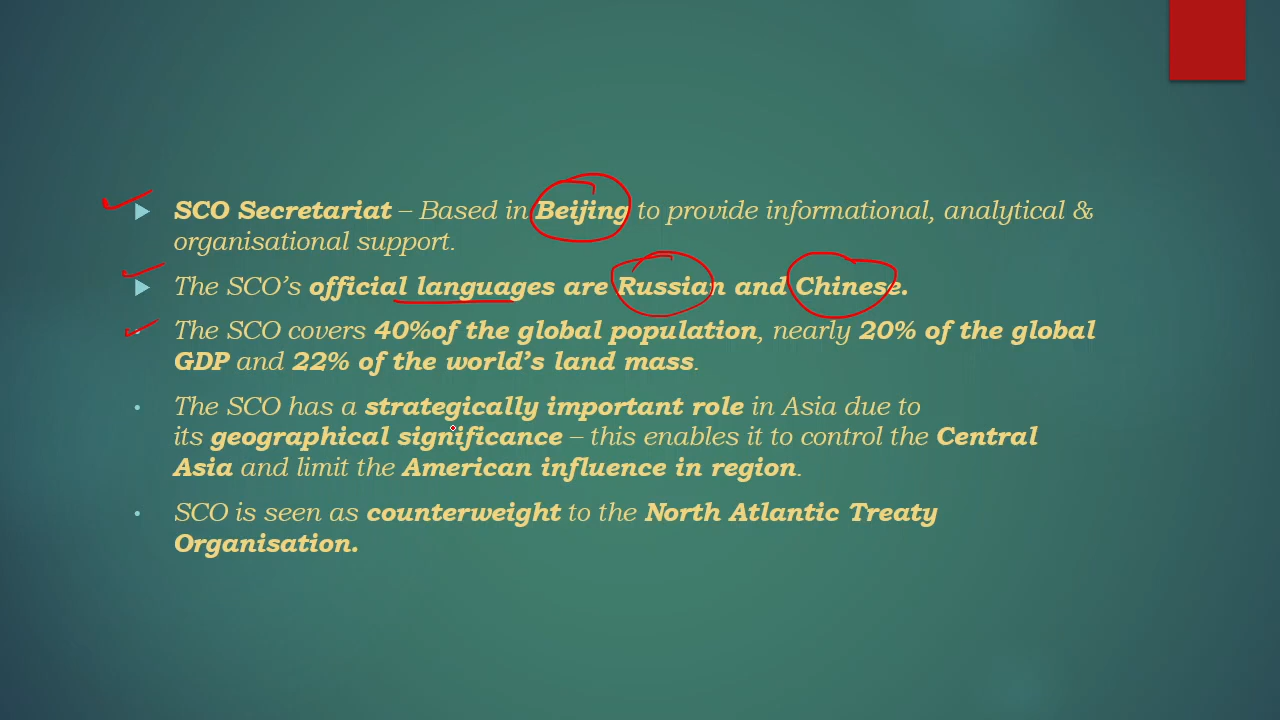 SCO Secretariat – Based in Beijing to provide informational, analytical &
organisational support.
The SCO’s official languages are Russian and Chinese.
The SCO covers 40%of the global population, nearly 20% of the global
GDP and 22% of the world’s land mass.
The SCO has a strategically important role in Asia due to
its geographical significance – this enables it to control the Central
Asia and limit the American influence in region.
SCO is seen as counterweight to the North Atlantic Treaty
Organisation.